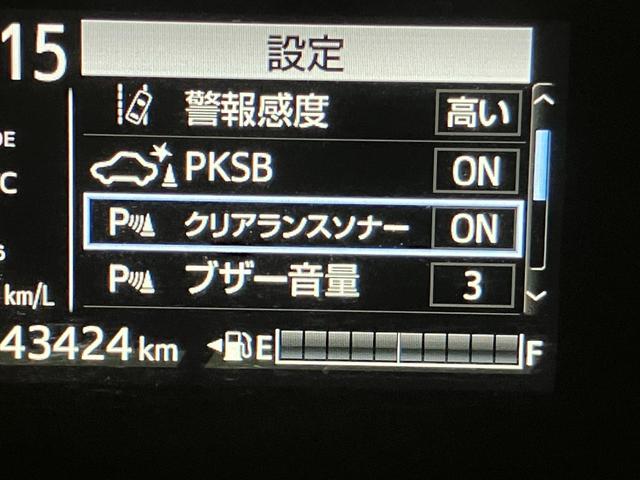 15
設定
警報感度 高い
PKSB ON
P クリアランスソナー ON
P ブザー音量 3
C
km/L
43424 km
E F